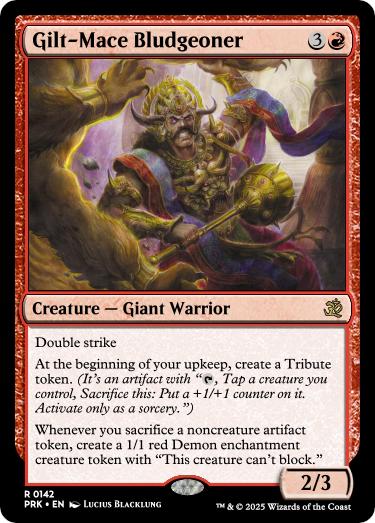 Gilt-Mace Bludgeoner 3
Creature — Giant Warrior
Double strike
At the beginning of your upkeep, create a Tribute
token. (It's an artifact with “, Tap a creature you
control, Sacrifice this: Put a +1/+1 counter on it.
Activate only as a sorcery.”)
Whenever you sacrifice a noncreature artifact
token, create a 1/1 red Demon enchantment
creature token with “This creature can't block.”
2/3
R 0142
PRK • EN Lucius Blacklung
™ & © 2025 Wizards of the Coast